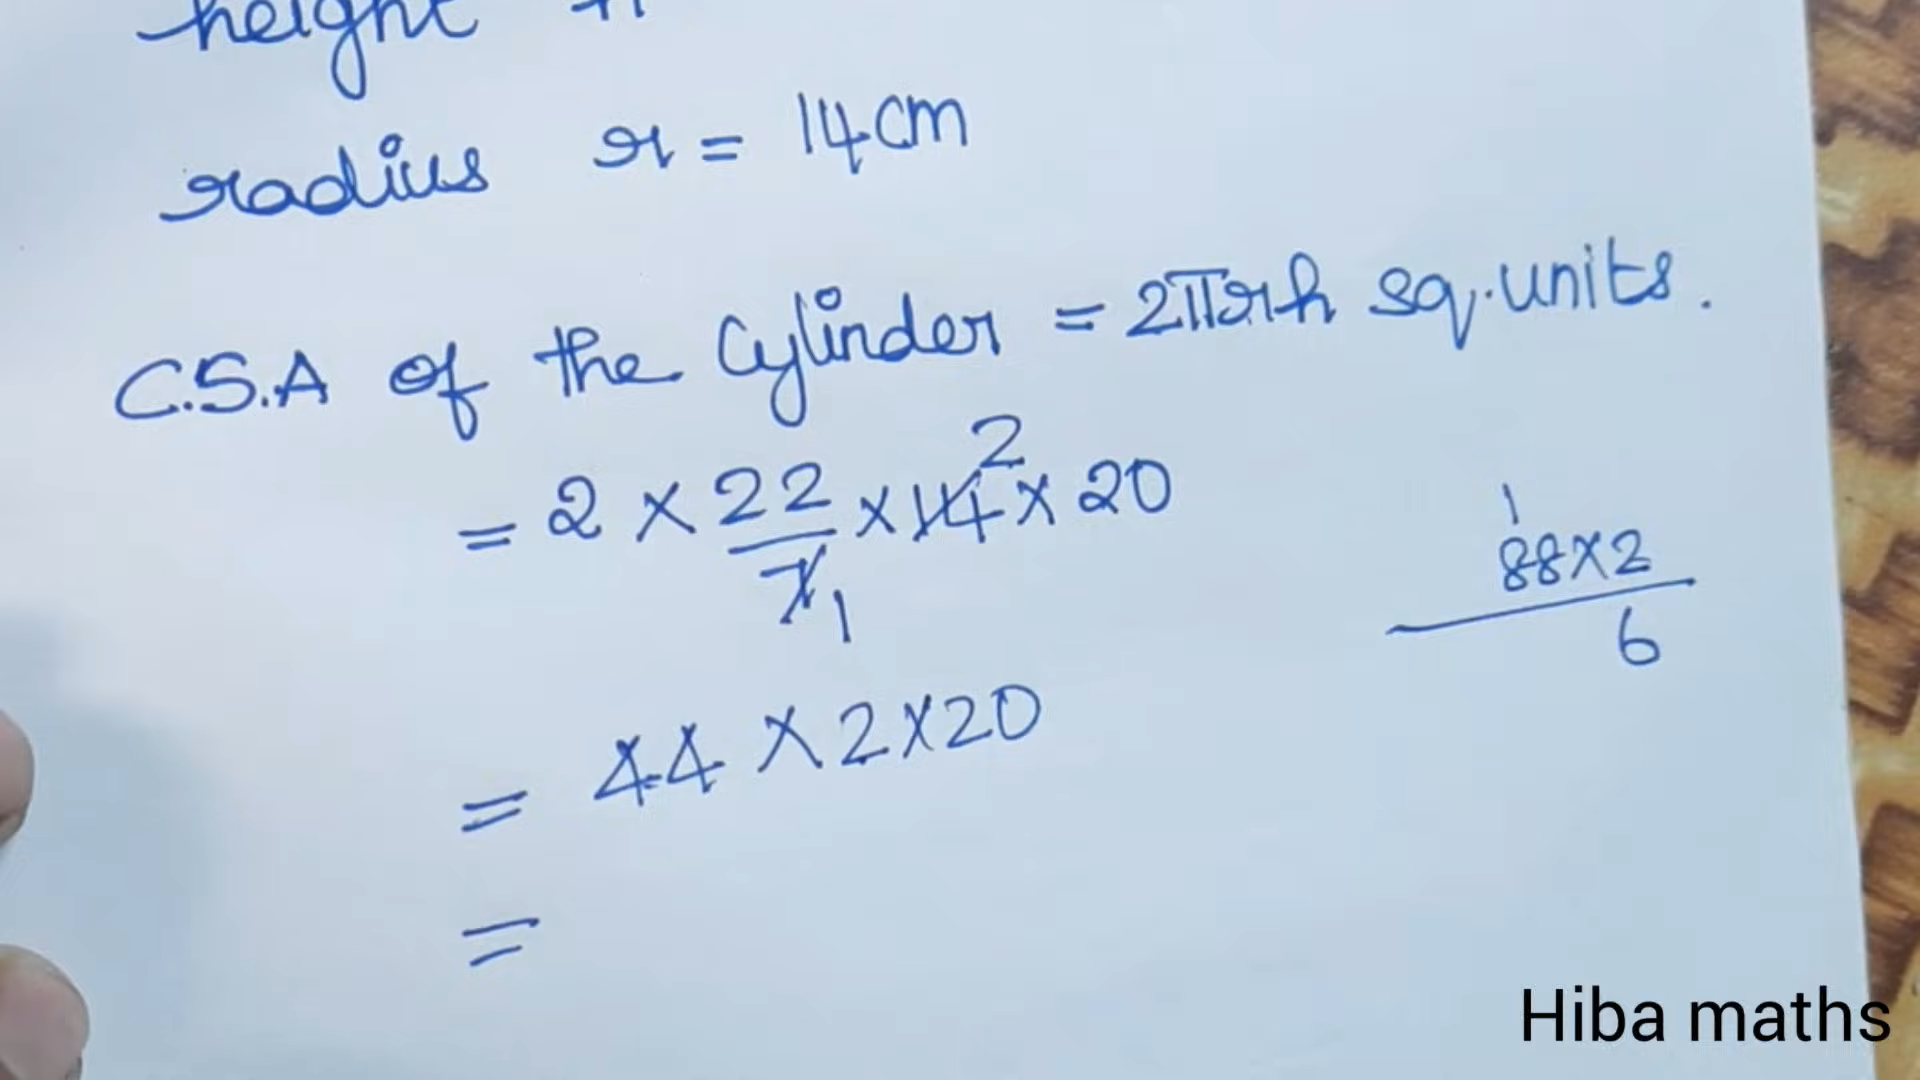 height h
radius r = 14cm
C.S.A of the Cylinder = 2πrh sq.units.
= 2 × 22/7 1 × 14 2 × 20
1
88×2
6
= 44 × 2×20
=
Hiba maths